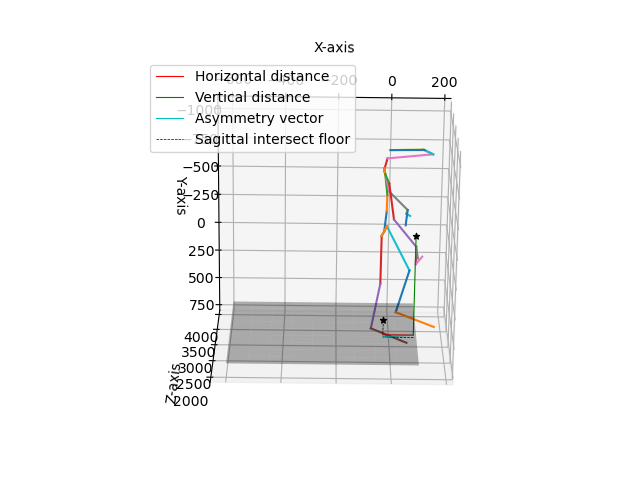 X-axis
Horizontal distance
Vertical distance
Asymmetry vector
Sagittal intersect floor
-400
-200
0
200
−1000
−500
−250
0
250
500
750
Y-axis
4000
3500
3000
2500
2000
Z-axis